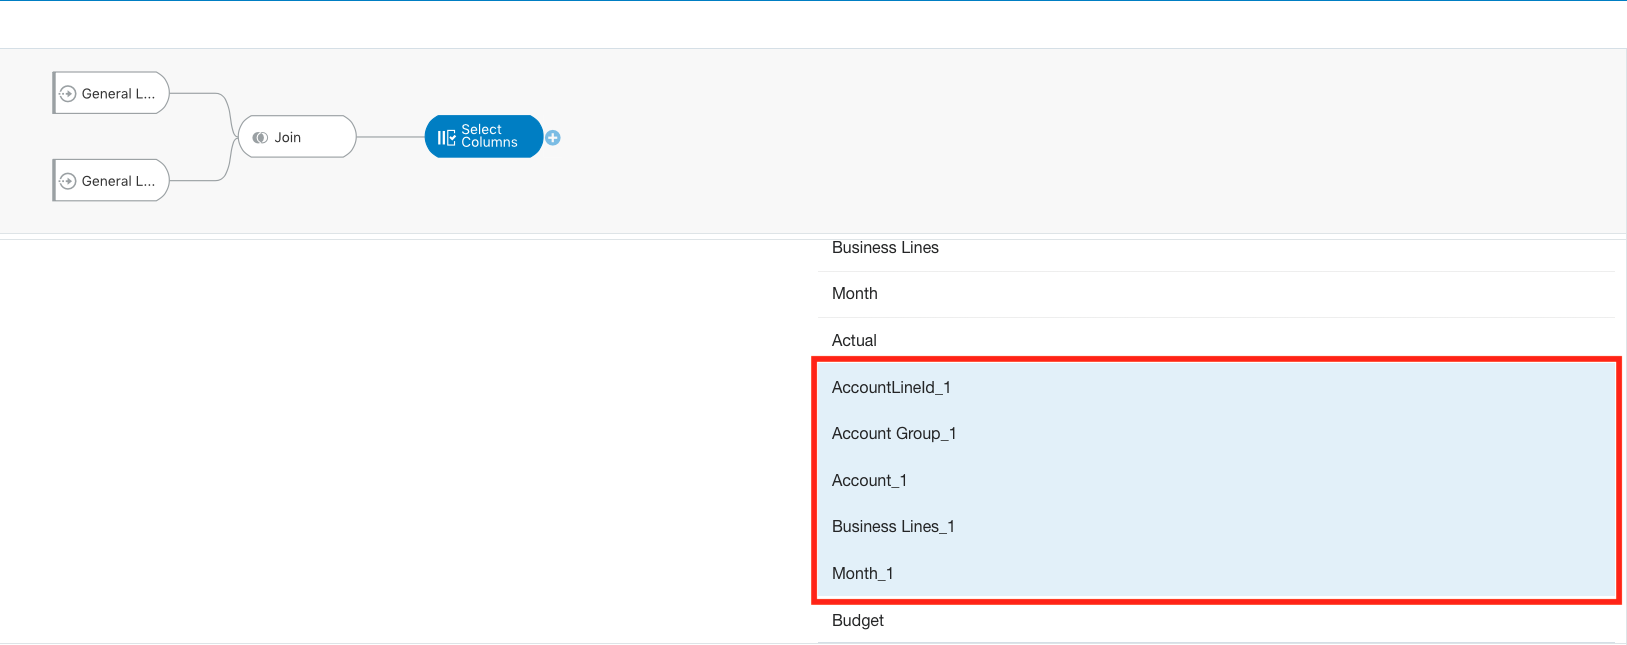 General L...
General L...
Join
Select
Columns
Business Lines
Month
Actual
AccountLineId_1
Account Group_1
Account_1
Business Lines_1
Month_1
Budget